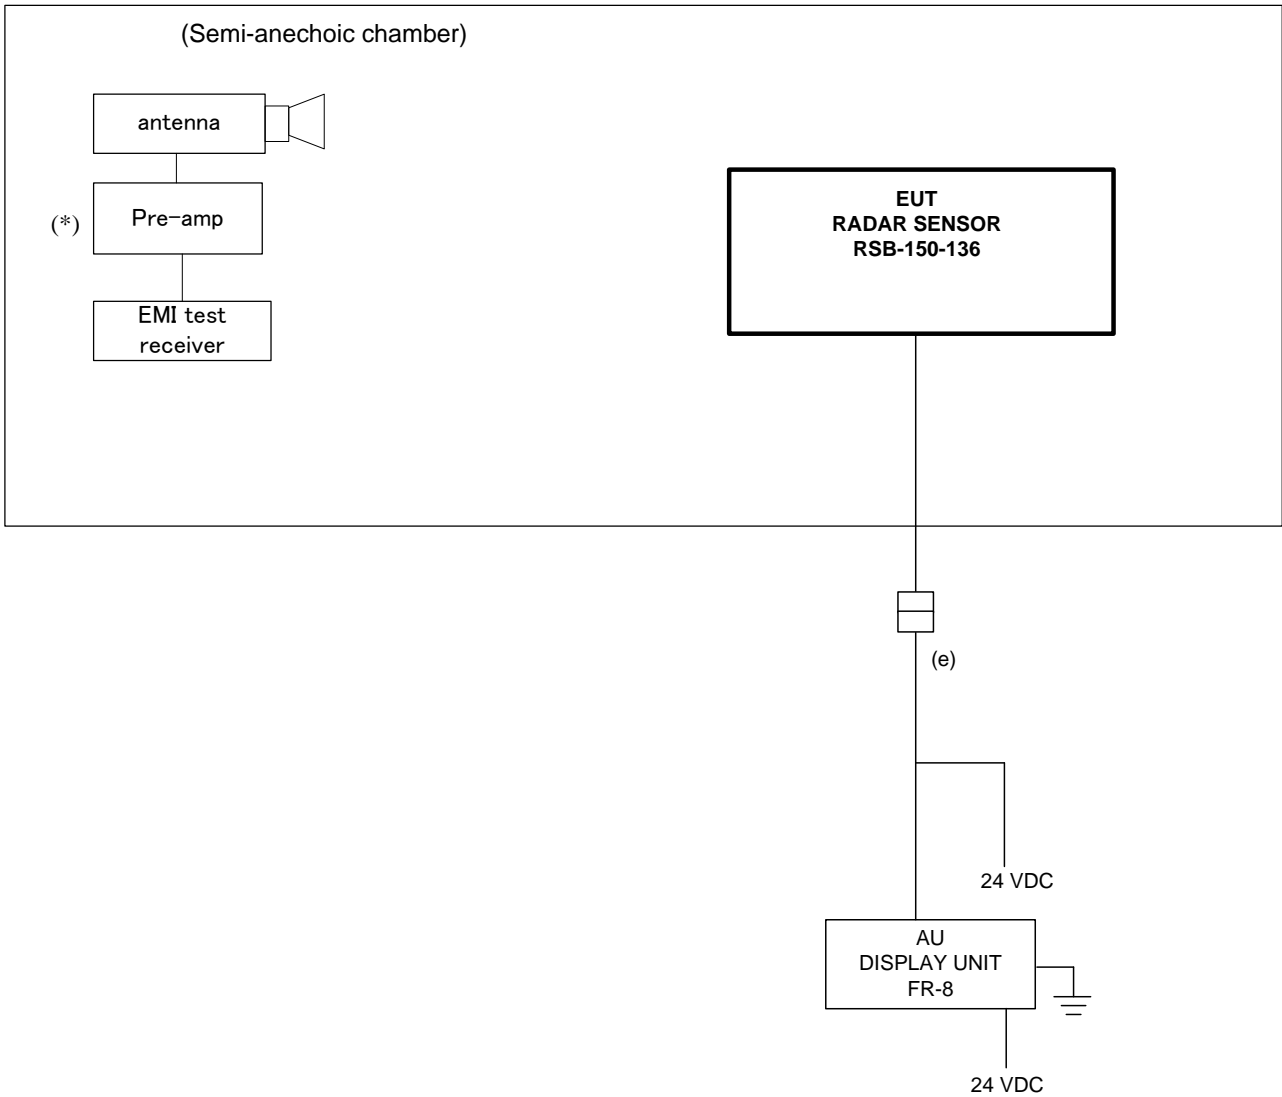 (Semi-anechoic chamber)
antenna
(*)
Pre-amp
EMI test
receiver
EUT
RADAR SENSOR
RSB-150-136
(e)
24 VDC
AU
DISPLAY UNIT
FR-8
24 VDC